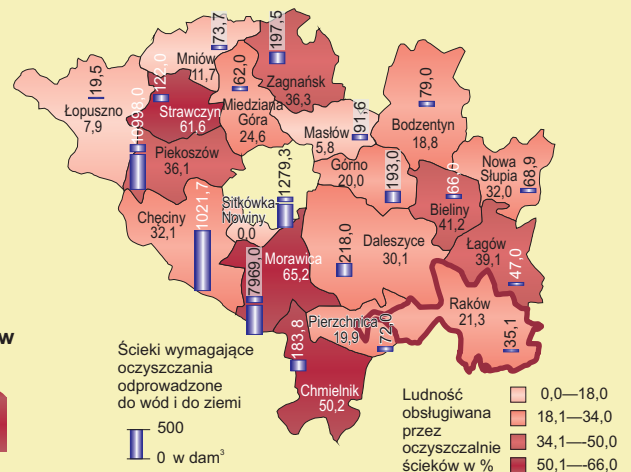 73,7
Mniów
11,7
197,5
Zagnańsk
36,3
19,5
Łopuszno
7,9
122,0
Strawczyn
61,6
62,0
Miedziana
Góra
24,6
79,0
Bodzentyn
18,8
91,6
Masłów
5,8
10998,0
Piekoszów
36,1
Górno
20,0
193,0
Nowa
Słupia
32,0
68,9
1279,3
Sitkówka-
Nowiny
0,0
66,0
Bieliny
41,2
Chęciny
32,1
1021,7
Morawica
65,2
7969,0
218,0
Daleszyce
30,1
Łagów
39,1
47,0
Raków
21,3
35,1
Pierzchnica
19,9
72,0
183,8
Chmielnik
50,2
w
Ścieki wymagające
oczyszczania
odprowadzone
do wód i do ziemi
500
0 w dam³
Ludność
obsługiwana
przez
oczyszczalnie
ścieków w %
0,0—18,0
18,1—34,0
34,1—-50,0
50,1—-66,0